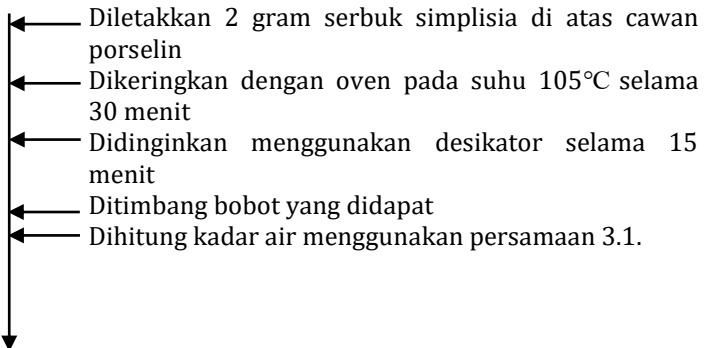 Diletakkan 2 gram serbuk simplisia di atas cawan
porselin
Dikeringkan dengan oven pada suhu 105°C selama
30 menit
Didinginkan menggunakan desikator selama 15
menit
Ditimbang bobot yang didapat
Dihitung kadar air menggunakan persamaan 3.1.